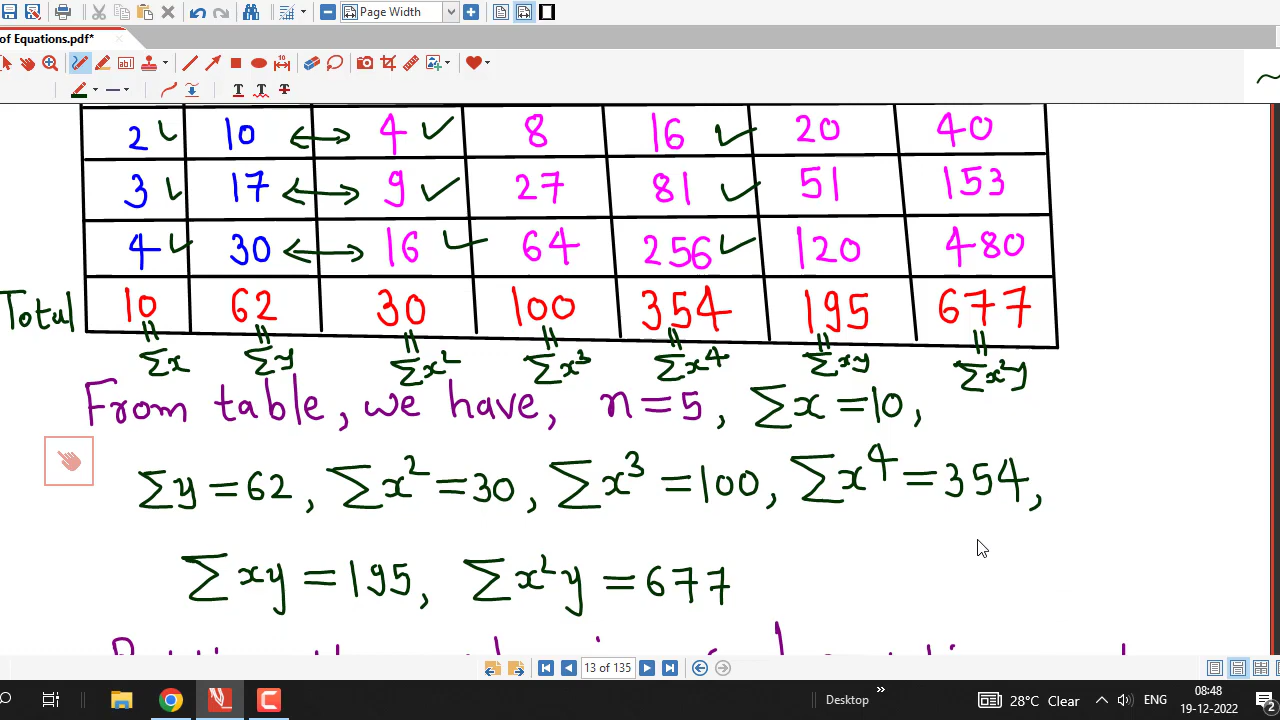 Page Width
of Equations.pdf*
2 10 4 8 16 20 40
3 17 9 27 81 51 153
4 30 16 64 256 120 480
Total 10 62 30 100 354 195 677
Σx Σy Σx² Σx³ Σx⁴ Σxy Σx²y
From table, we have, n=5, Σx=10,
Σy=62, Σx²=30, Σx³=100, Σx⁴=354,
Σxy=195, Σx²y=677
13 of 135
Desktop » 28°C Clear ENG 08:48
19-12-2022 2